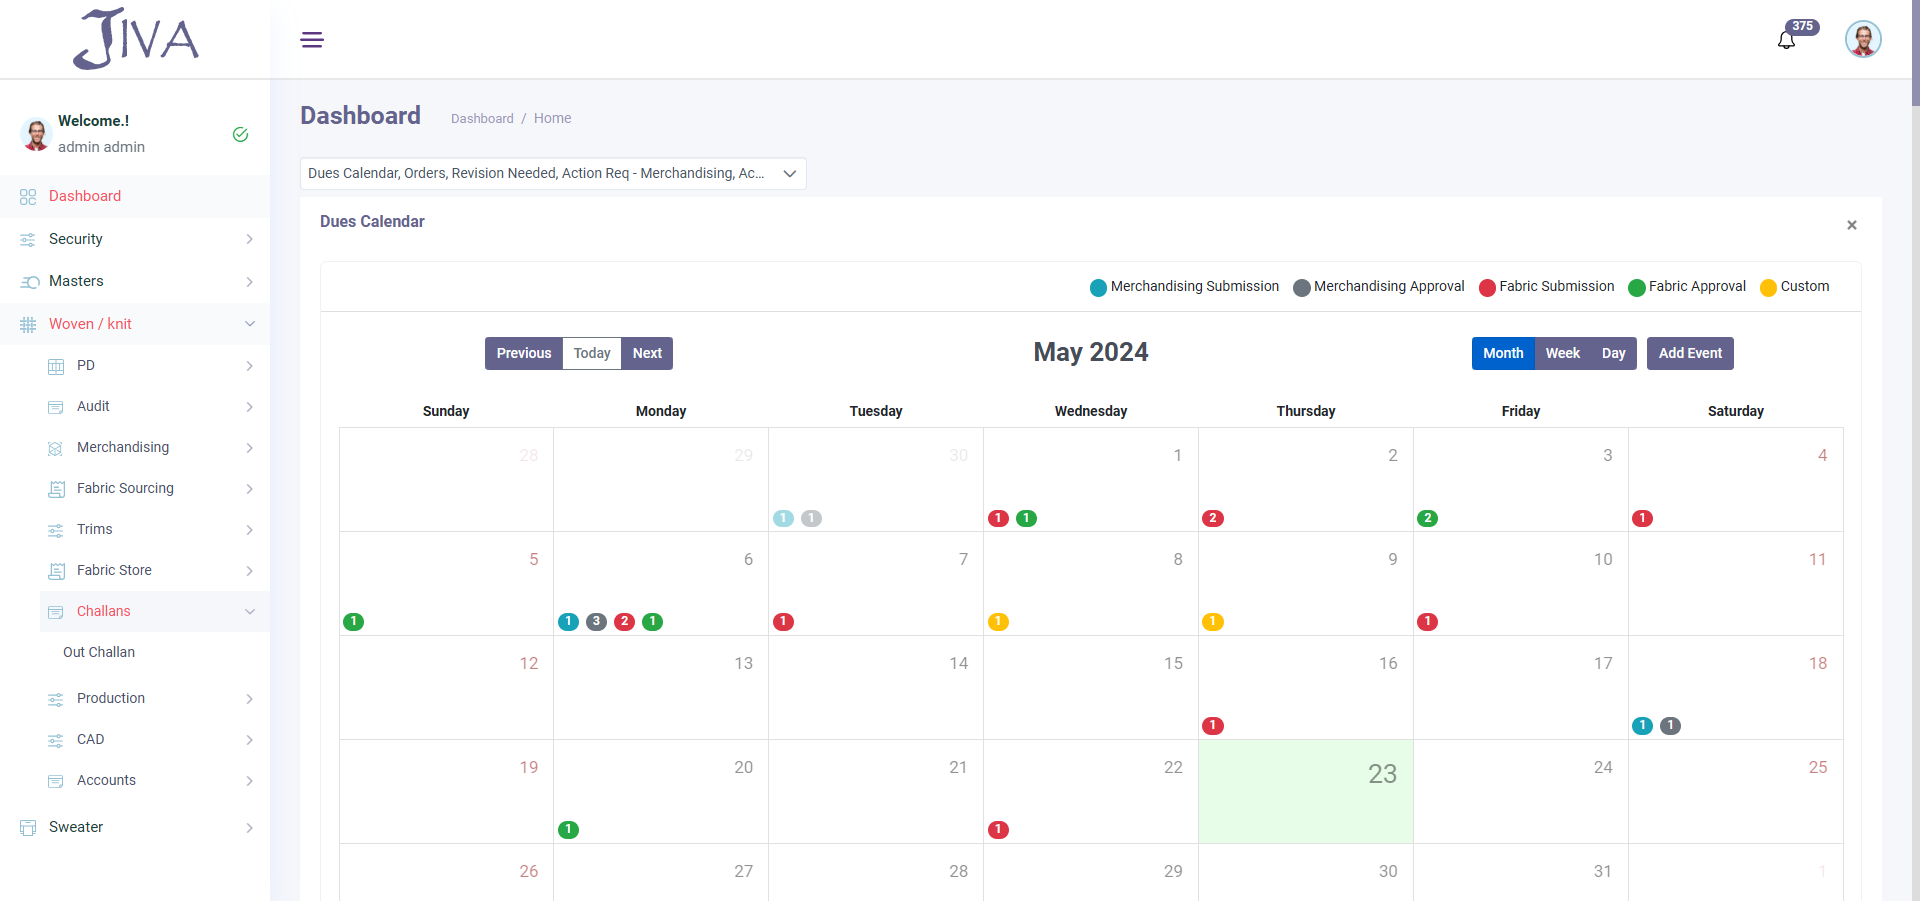 JIVA
375
Welcome.!
admin admin
Dashboard
Security
Masters
Woven / knit
PD
Audit
Merchandising
Fabric Sourcing
Trims
Fabric Store
Challans
Out Challan
Production
CAD
Accounts
Sweater
Dashboard
Dashboard / Home
Dues Calendar, Orders, Revision Needed, Action Req - Merchandising, Ac...
Dues Calendar
×
Merchandising Submission Merchandising Approval Fabric Submission Fabric Approval Custom
Previous Today Next
May 2024
Month Week Day Add Event
Sunday Monday Tuesday Wednesday Thursday Friday Saturday
28 29 30 1 2 3 4
1 1 1 1 2 2 1
5 6 7 8 9 10 11
1 1 3 2 1 1 1 1 1
12 13 14 15 16 17 18
1 1 1
19 20 21 22 23 24 25
1 1
26 27 28 29 30 31 1